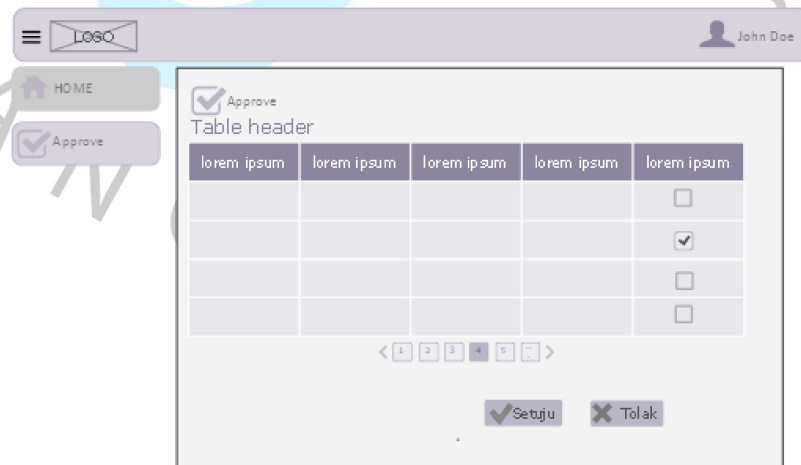 LOGO
John Doe
HOME
Approve
Approve
Table header
lorem ipsum lorem ipsum lorem ipsum lorem ipsum lorem ipsum
1 2 3 4 5
Setuju Tolak